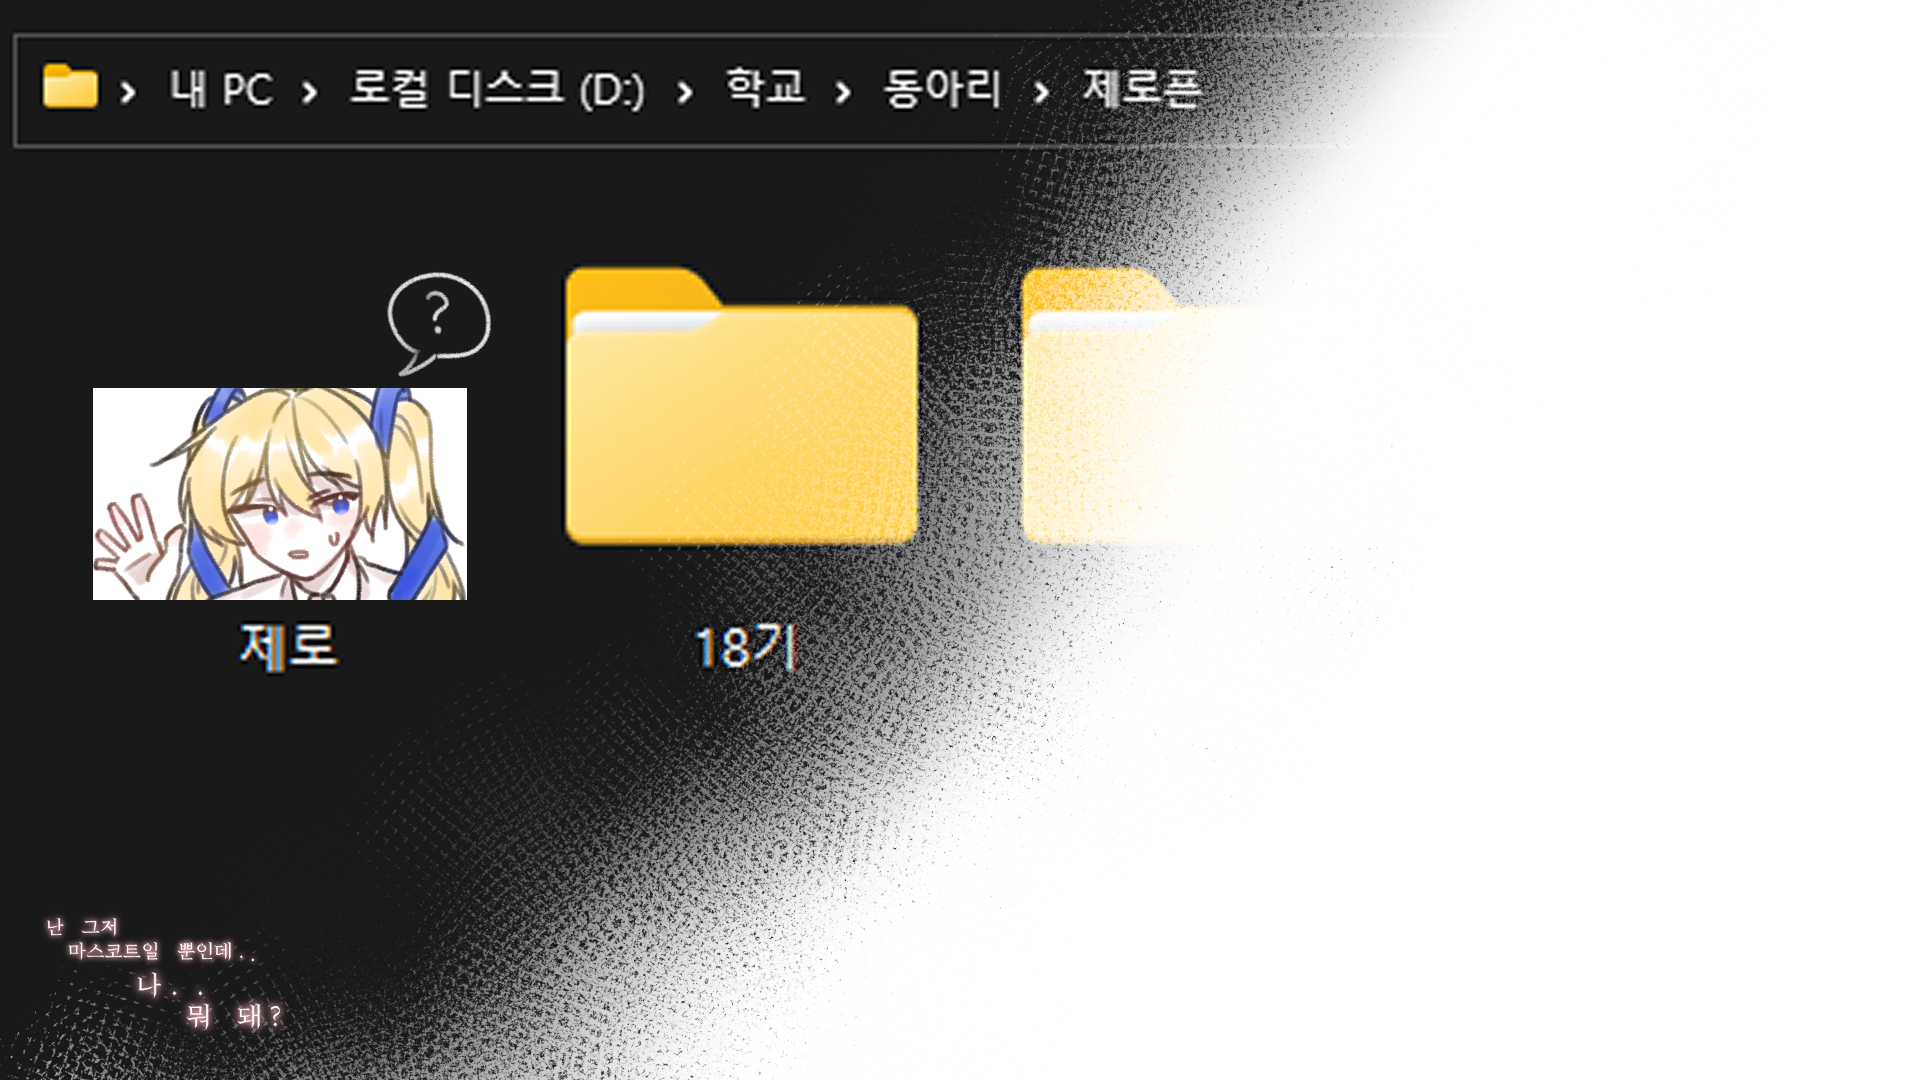 내 PC › 로컬 디스크 (D:) › 학교 › 동아리 › 제로픈
?
제로
18기
난 그저
마스코트일 뿐인데..
나..
뭐 돼?